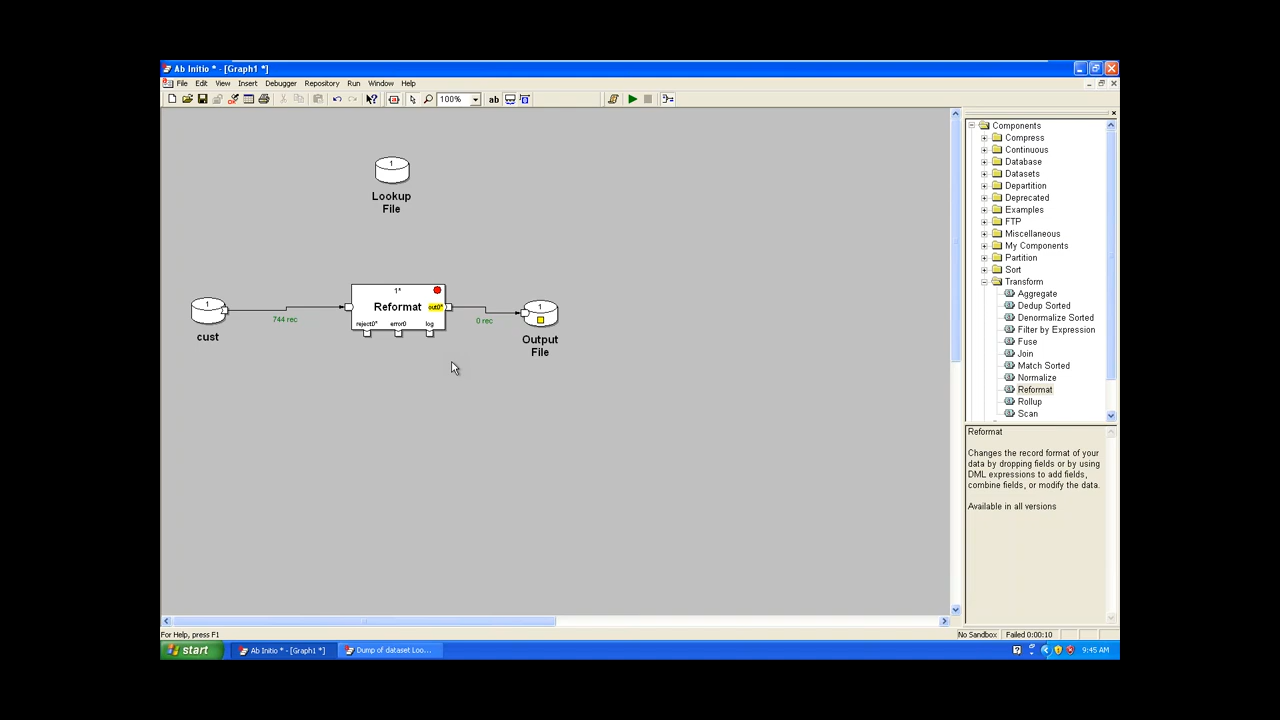 Ab Initio * - [Graph1 *]
File Edit View Insert Debugger Repository Run Window Help
100% ab
1
Lookup
File
1
cust
744 rec
1*
Reformat out0*
reject0* error0 log
0 rec
1
Output
File
Components
Compress
Continuous
Database
Datasets
Departition
Deprecated
Examples
FTP
Miscellaneous
My Components
Partition
Sort
Transform
Aggregate
Dedup Sorted
Denormalize Sorted
Filter by Expression
Fuse
Join
Match Sorted
Normalize
Reformat
Rollup
Scan
Reformat
Changes the record format of your
data by dropping fields or by using
DML expressions to add fields,
combine fields, or modify the data.
Available in all versions
For Help, press F1
No Sandbox Failed 0:00:10
start Ab Initio * - [Graph1 *] Dump of dataset Loo... 9:45 AM